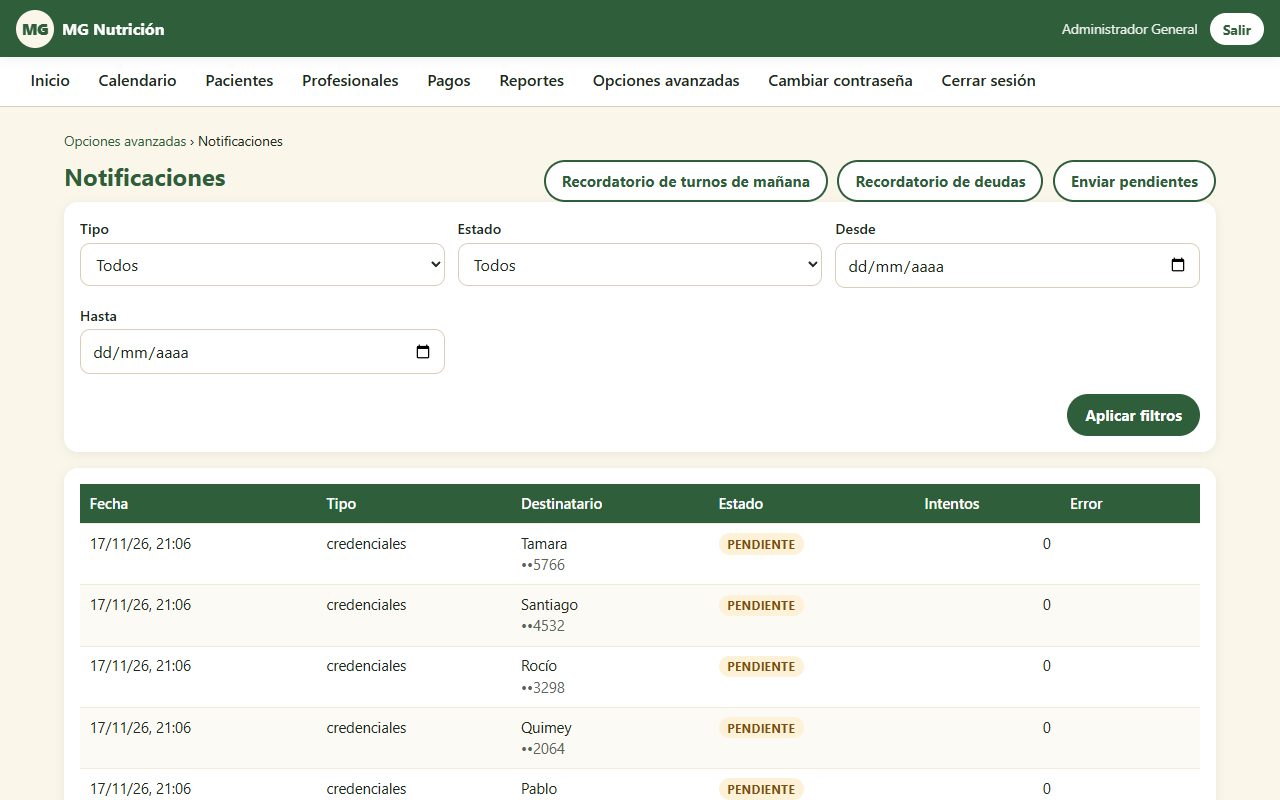 MG MG Nutrición Administrador General Salir
Inicio Calendario Pacientes Profesionales Pagos Reportes Opciones avanzadas Cambiar contraseña Cerrar sesión
Opciones avanzadas › Notificaciones
Notificaciones Recordatorio de turnos de mañana Recordatorio de deudas Enviar pendientes
Tipo Estado Desde
Todos Todos dd/mm/aaaa
Hasta
dd/mm/aaaa
Aplicar filtros
Fecha Tipo Destinatario Estado Intentos Error
17/11/26, 21:06 credenciales Tamara PENDIENTE 0
••5766
17/11/26, 21:06 credenciales Santiago PENDIENTE 0
••4532
17/11/26, 21:06 credenciales Rocío PENDIENTE 0
••3298
17/11/26, 21:06 credenciales Quimey PENDIENTE 0
••2064
17/11/26, 21:06 credenciales Pablo PENDIENTE 0